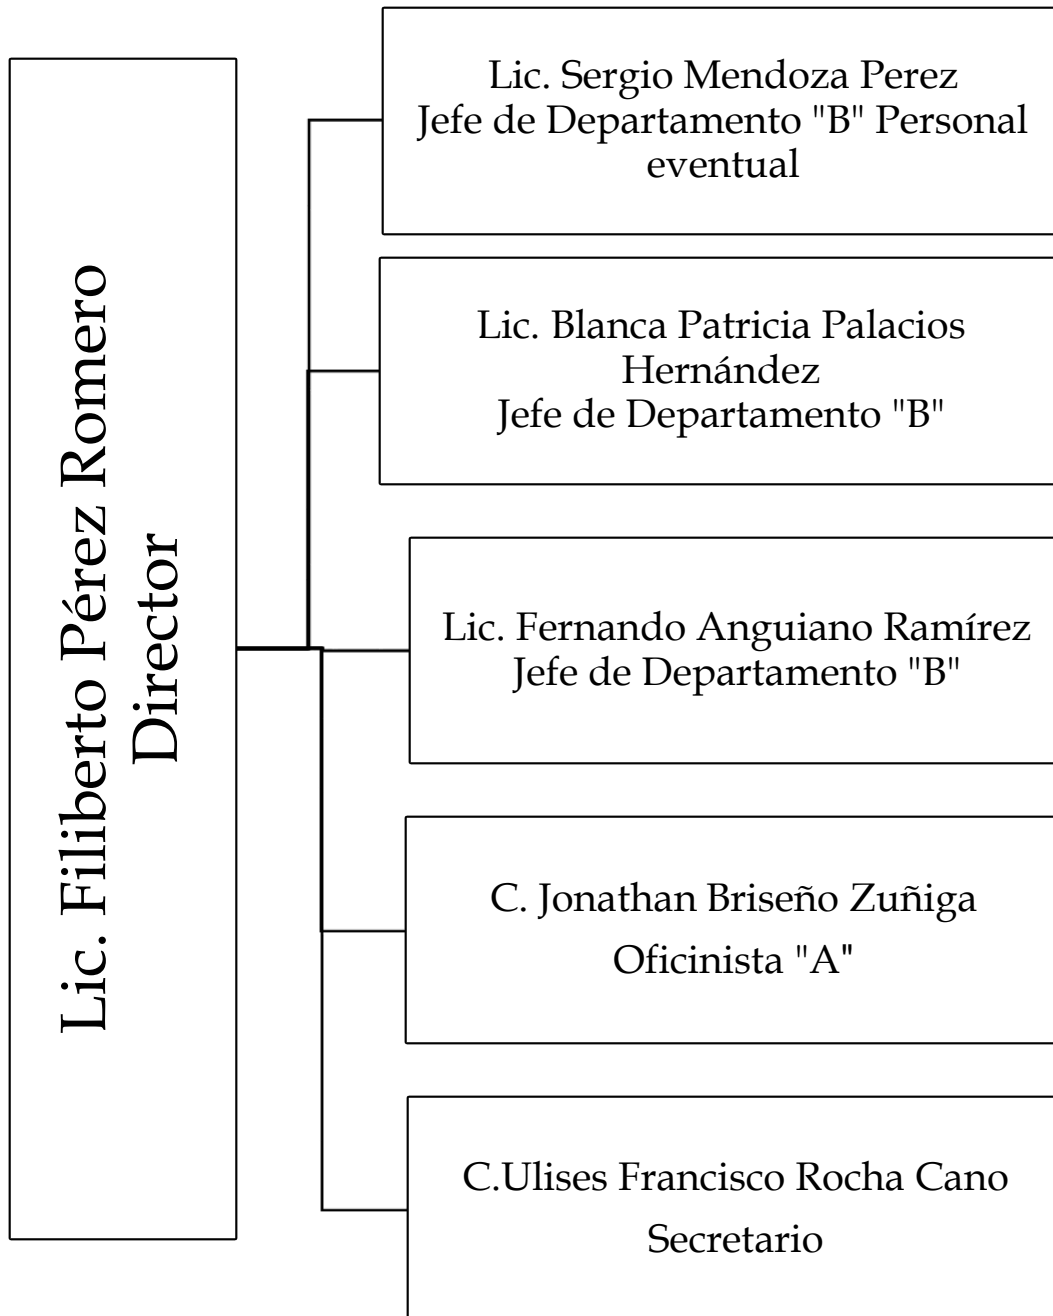 Lic. Filiberto Pérez Romero
Director
Lic. Sergio Mendoza Perez
Jefe de Departamento "B" Personal
eventual
Lic. Blanca Patricia Palacios
Hernández
Jefe de Departamento "B"
Lic. Fernando Anguiano Ramírez
Jefe de Departamento "B"
C. Jonathan Briseño Zuñiga
Oficinista "A"
C.Ulises Francisco Rocha Cano
Secretario